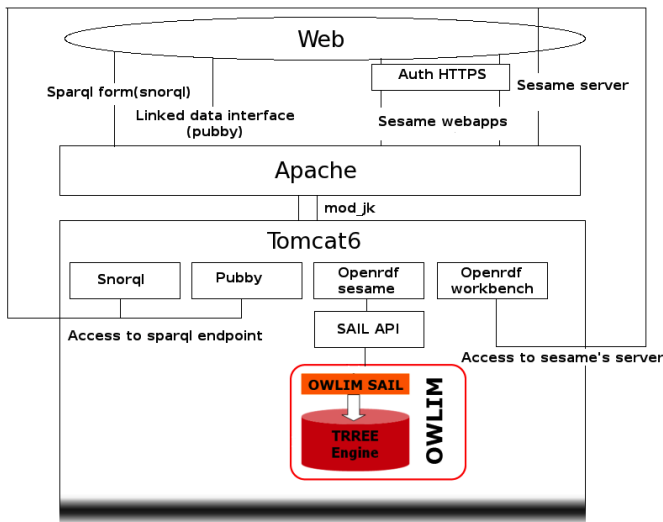 Web
Auth HTTPS
Sparql form(snorql)
Sesame server
Linked data interface
(pubby)
Sesame webapps
Apache
mod_jk
Tomcat6
Snorql
Pubby
Openrdf
sesame
Openrdf
workbench
Access to sparql endpoint
SAIL API
Access to sesame's server
OWLIM SAIL
TRREE
Engine
OWLIM